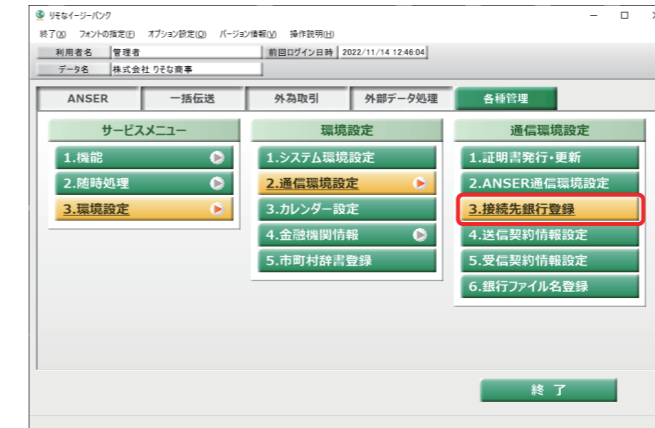 りそなイージーバンク
終了(X) フォントの指定(F) オプション設定(O) バージョン情報(V) 操作説明(H)
利用者名 管理者 前回ログイン日時 2022/11/14 12:46:04
データ名 株式会社 りそな商事
ANSER 一括伝送 外為取引 外部データ処理 各種管理
サービスメニュー 環境設定 通信環境設定
1.機能 1.システム環境設定 1.証明書発行・更新
2.随時処理 2.通信環境設定 2.ANSER通信環境設定
3.環境設定 3.カレンダー設定 3.接続先銀行登録
4.金融機関情報 4.送信契約情報設定
5.市町村辞書登録 5.受信契約情報設定
6.銀行ファイル名登録
終 了